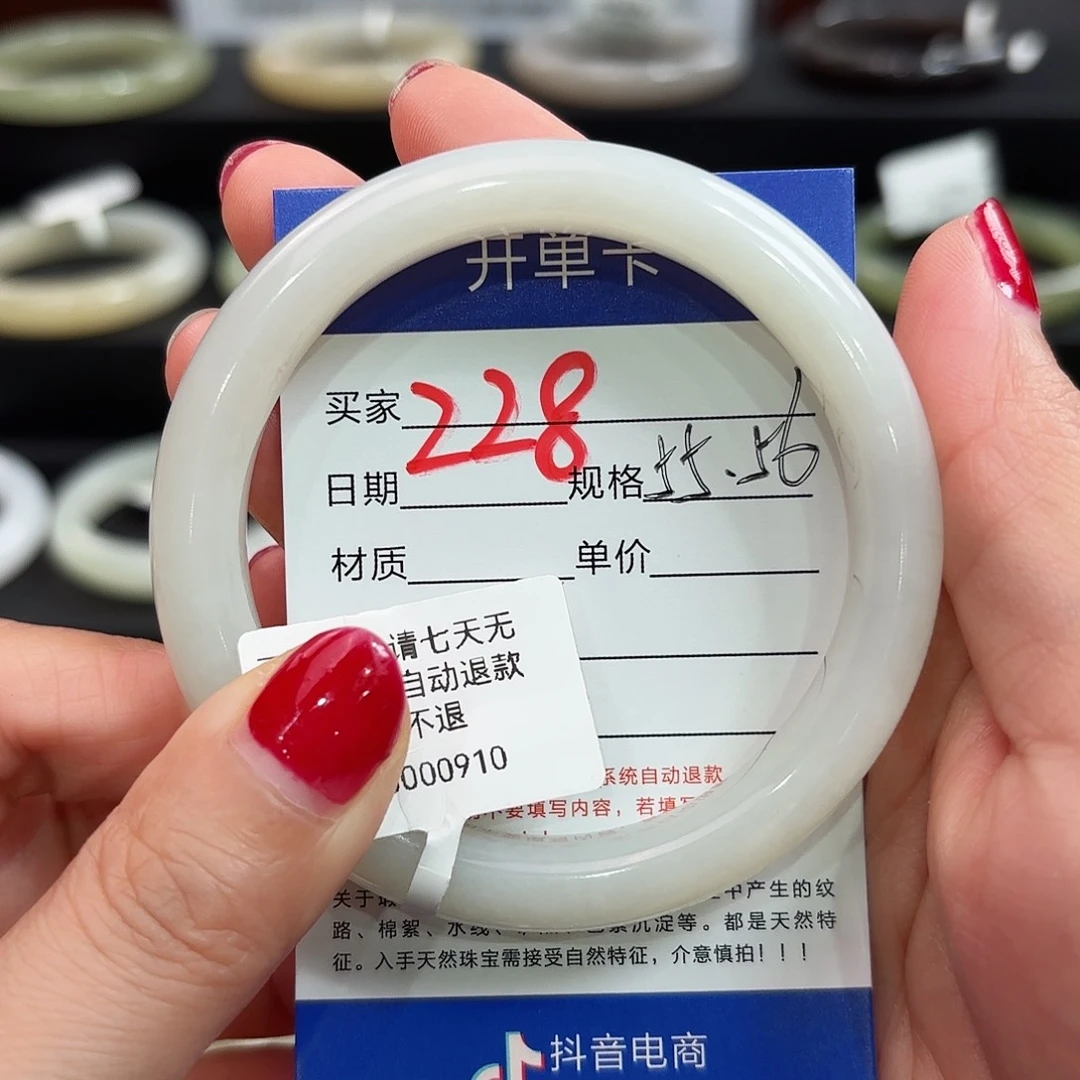 开单卡
买家 228
日期 规格 55.56
材质 单价
请七天无
自动退款
不退
000910
系统自动退款
不要填写内容，若填写
关于
中产生的纹
路、棉絮、水线、色素沉淀等。都是天然特
征。入手天然珠宝需接受自然特征，介意慎拍！！！
抖音电商